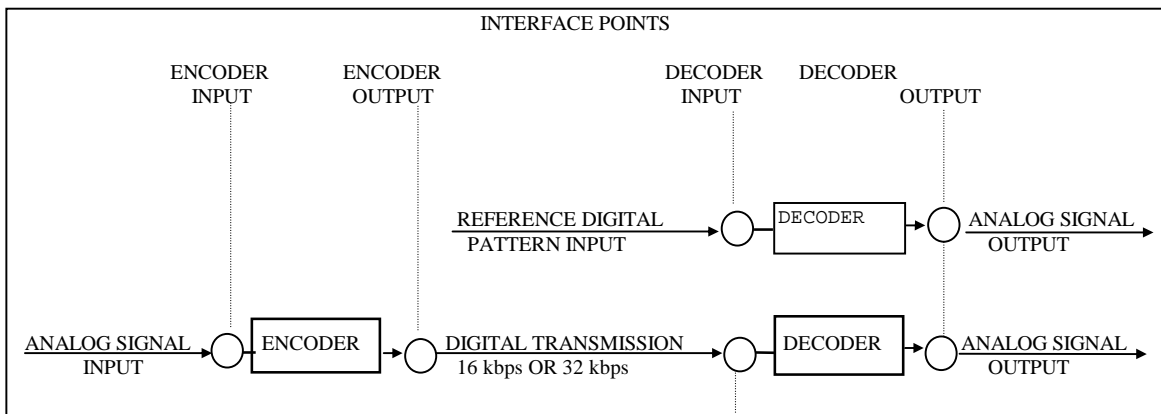 INTERFACE POINTS
ENCODER ENCODER DECODER DECODER
INPUT OUTPUT INPUT OUTPUT
REFERENCE DIGITAL DECODER ANALOG SIGNAL
PATTERN INPUT OUTPUT
ANALOG SIGNAL ENCODER DIGITAL TRANSMISSION DECODER ANALOG SIGNAL
INPUT 16 kbps OR 32 kbps OUTPUT